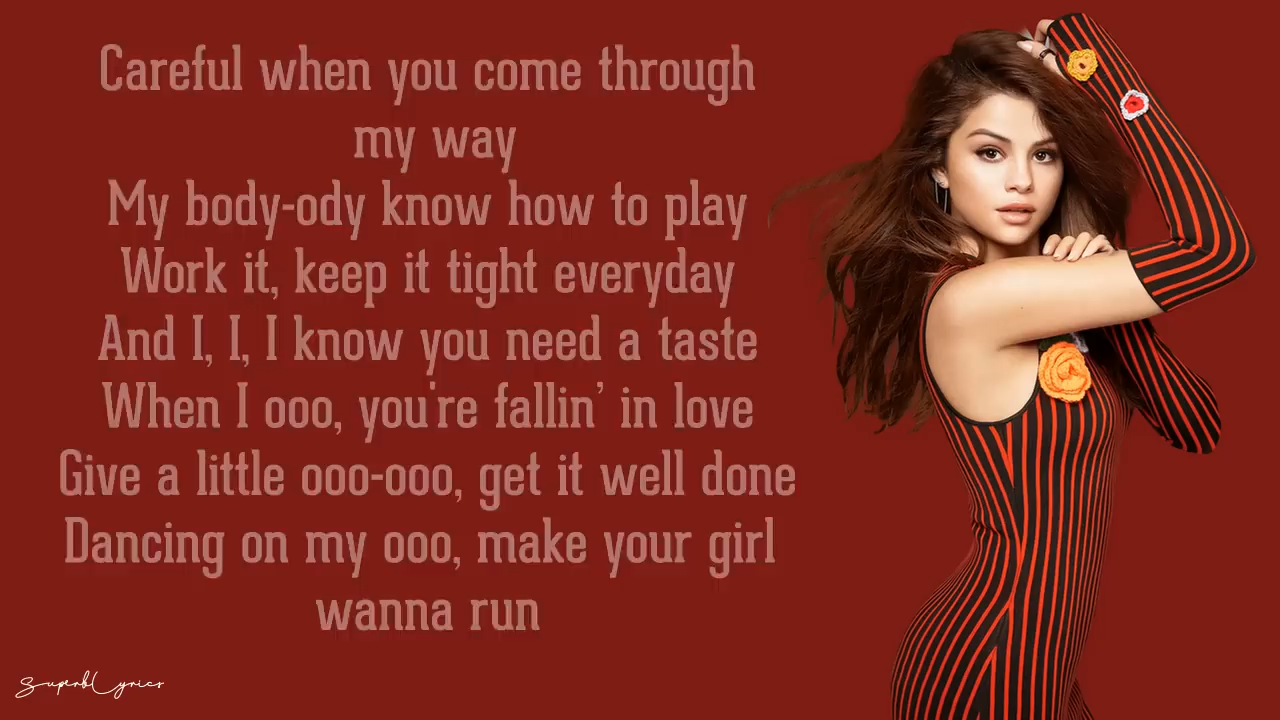 Careful when you come through
my way
My body-ody know how to play
Work it, keep it tight everyday
And I, I, I know you need a taste
When I ooo, you're fallin’ in love
Give a little ooo-ooo, get it well done
Dancing on my ooo, make your girl
wanna run
SuperbLyrics